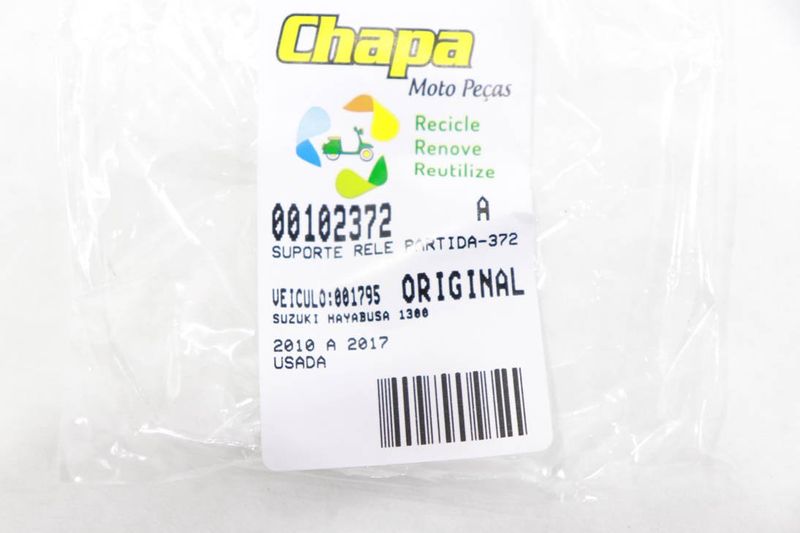 Chapa
Moto Peças
Recicle
Renove
Reutilize
00102372 A
SUPORTE RELE PARTIDA-372
VEICULO:001795 ORIGINAL
SUZUKI HAYABUSA 1300
2010 A 2017
USADA